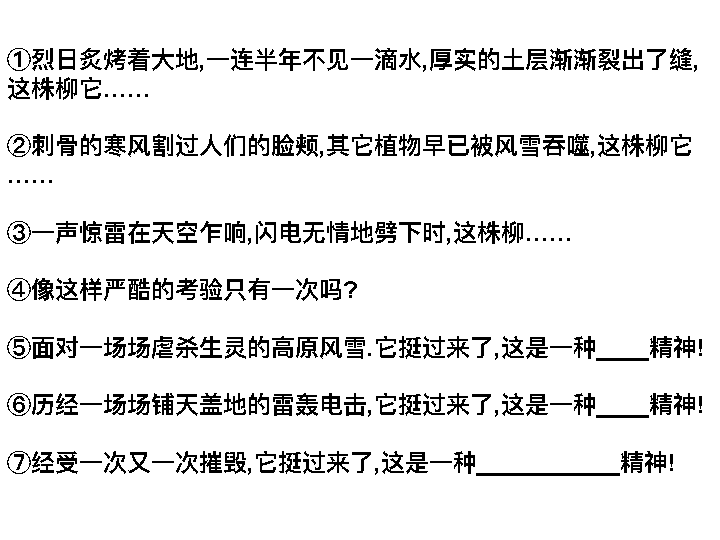 ①烈日炙烤着大地,一连半年不见一滴水,厚实的土层渐渐裂出了缝,
这株柳它……
②刺骨的寒风割过人们的脸颊,其它植物早已被风雪吞噬,这株柳它
……
③一声惊雷在天空乍响,闪电无情地劈下时,这株柳……
④像这样严酷的考验只有一次吗?
⑤面对一场场虐杀生灵的高原风雪.它挺过来了,这是一种____精神!
⑥历经一场场铺天盖地的雷轰电击,它挺过来了,这是一种____精神!
⑦经受一次又一次摧毁,它挺过来了,这是一种___________精神!